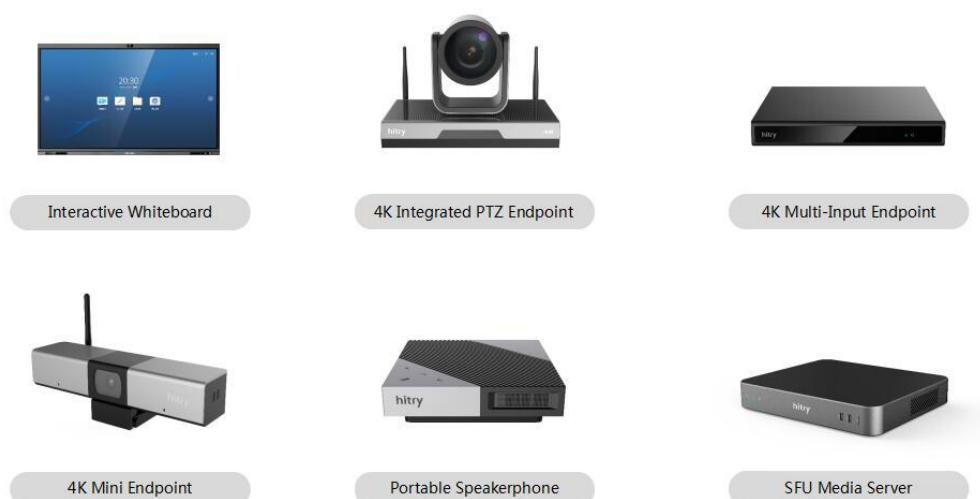 20:30
hitry
4K
hitry
Interactive Whiteboard
4K Integrated PTZ Endpoint
4K Multi-Input Endpoint
hitry
hitry
hitry
4K Mini Endpoint
Portable Speakerphone
SFU Media Server